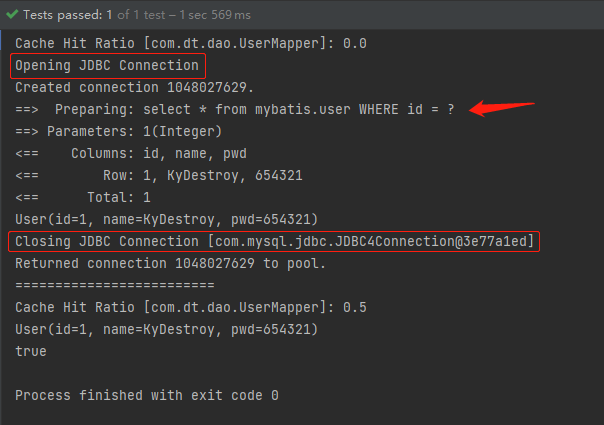 Tests passed: 1 of 1 test – 1 sec 569 ms
Cache Hit Ratio [com.dt.dao.UserMapper]: 0.0
Opening JDBC Connection
Created connection 1048027629.
==>  Preparing: select * from mybatis.user WHERE id = ?
==> Parameters: 1(Integer)
<==    Columns: id, name, pwd
<==        Row: 1, KyDestroy, 654321
<==      Total: 1
User(id=1, name=KyDestroy, pwd=654321)
Closing JDBC Connection [com.mysql.jdbc.JDBC4Connection@3e77a1ed]
Returned connection 1048027629 to pool.
=========================
Cache Hit Ratio [com.dt.dao.UserMapper]: 0.5
User(id=1, name=KyDestroy, pwd=654321)
true
Process finished with exit code 0